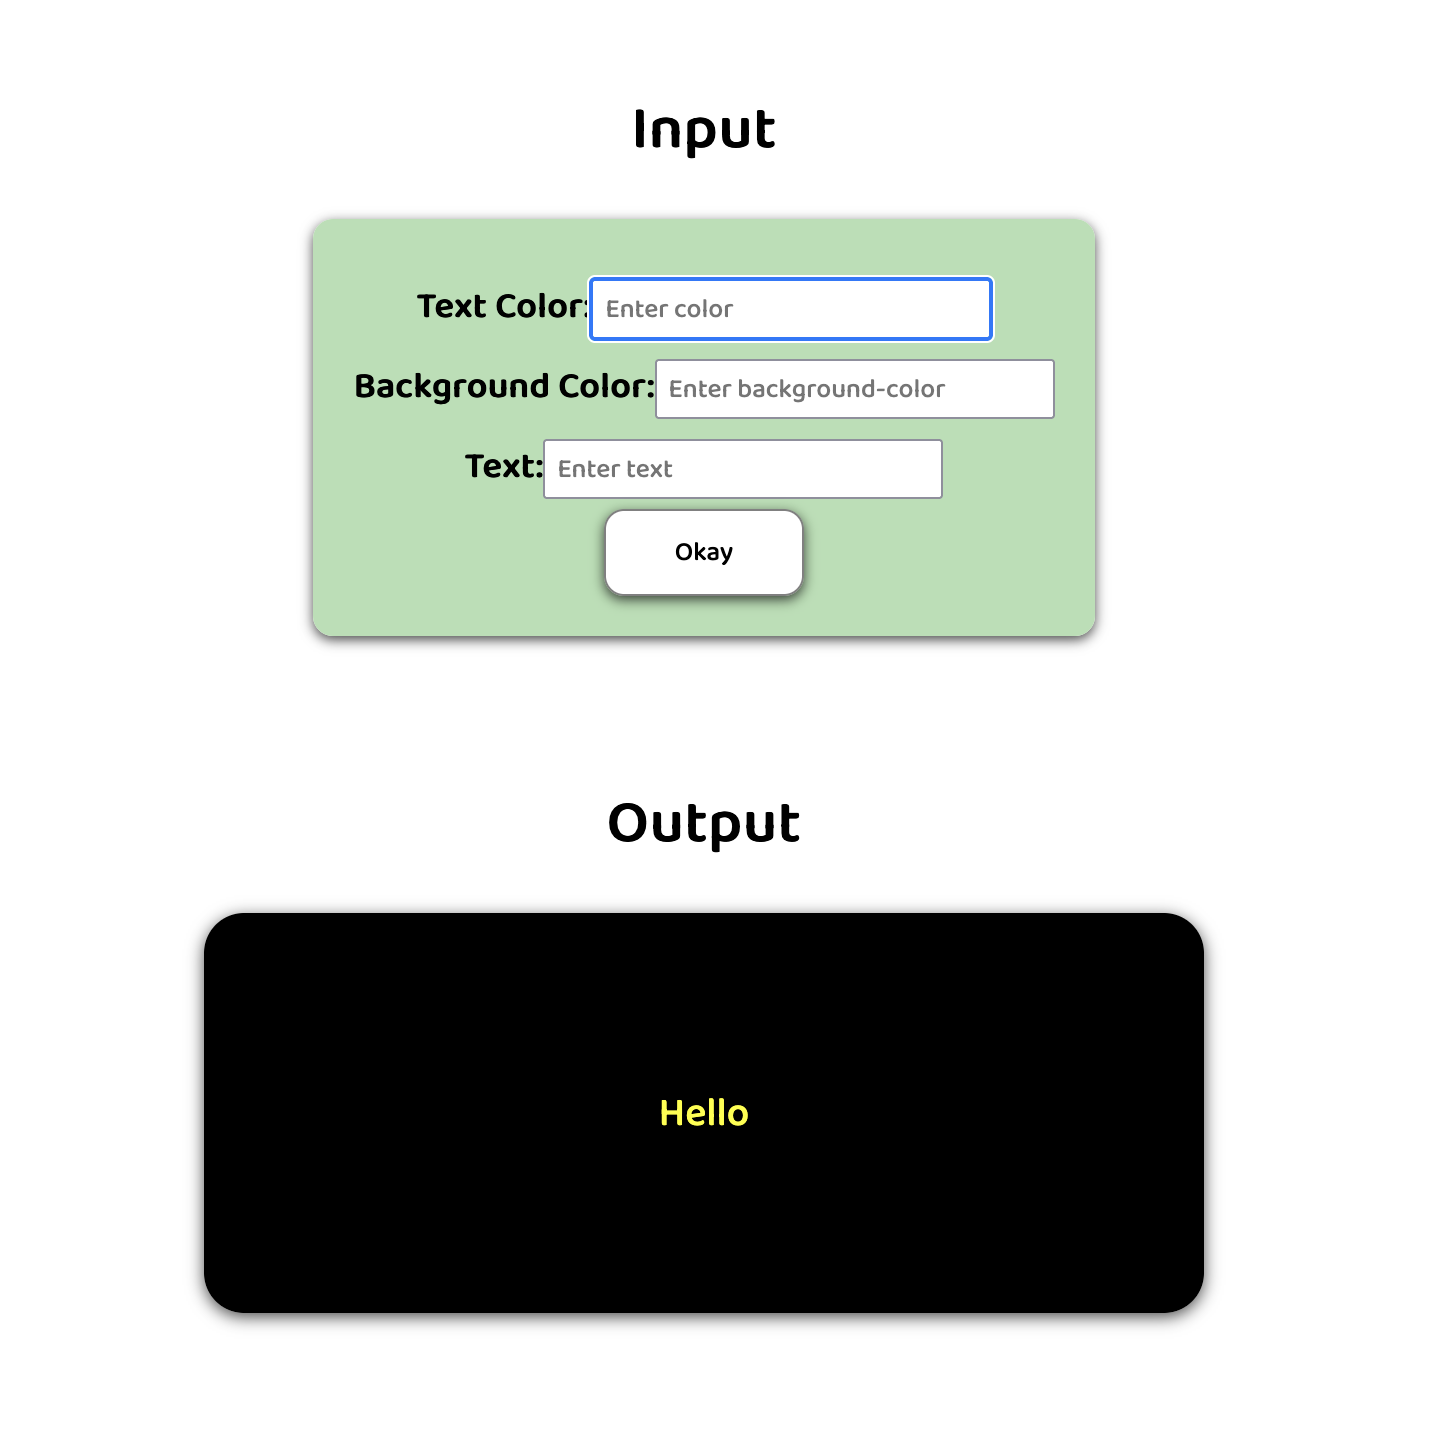 Input
Text Color: Enter color
Background Color: Enter background-color
Text: Enter text
Okay
Output
Hello